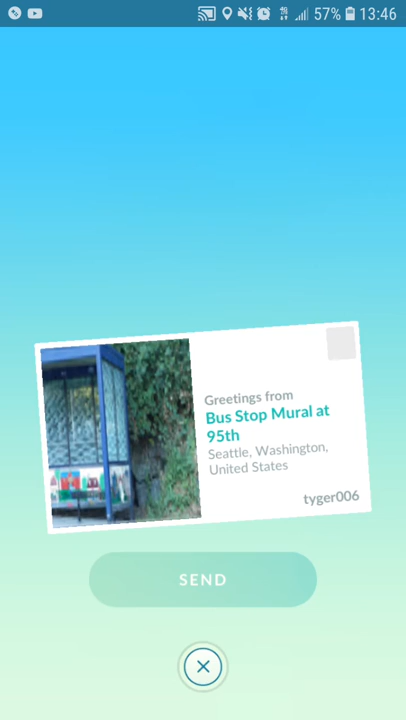 57% 13:46
Greetings from
Bus Stop Mural at
95th
Seattle, Washington,
United States
tyger006
SEND